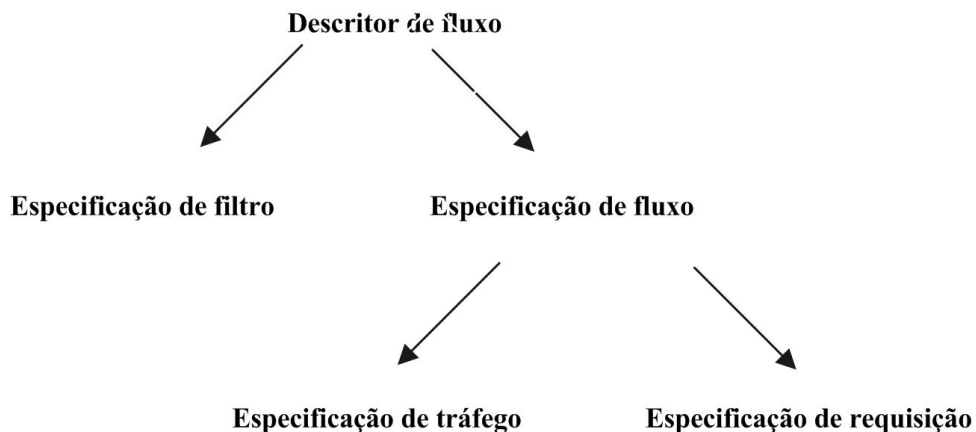 Descritor de fluxo
Especificação de filtro
Especificação de fluxo
Especificação de tráfego
Especificação de requisição